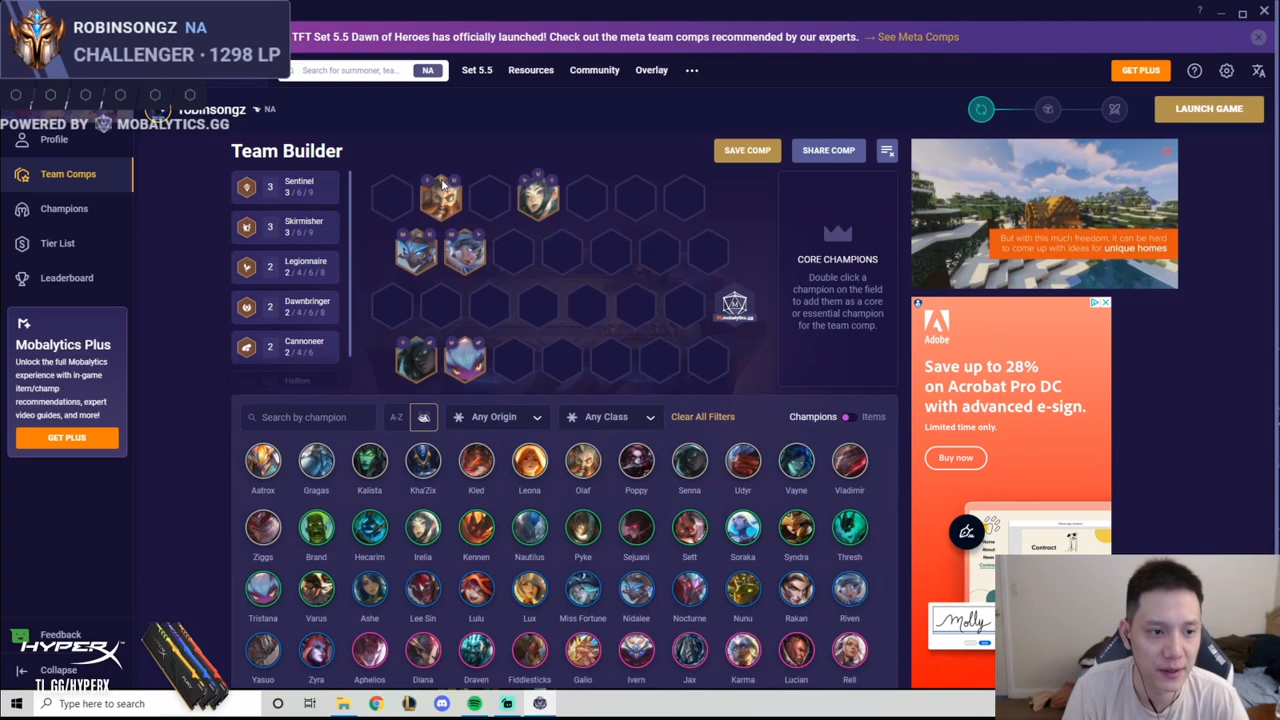 ROBINSONGZ NA
CHALLENGER · 1298 LP
TFT Set 5.5 Dawn of Heroes has officially launched! Check out the meta team comps recommended by our experts. → See Meta Comps
Search for summoner, tea... NA
Set 5.5
Resources
Community
Overlay
GET PLUS
robinsongz NA
POWERED BY MOBALYTICS.GG
LAUNCH GAME
Profile
Team Comps
Champions
Tier List
Leaderboard
Mobalytics Plus
Unlock the full Mobalytics
experience with in-game
item/champ
recommendations, expert
video guides, and more!
GET PLUS
Feedback
HYPERX
Collapse
TL.GG/HYPERX
Team Builder
SAVE COMP
SHARE COMP
3 Sentinel
3 / 6 / 9
3 Skirmisher
3 / 6 / 9
2 Legionnaire
2 / 4 / 6 / 8
2 Dawnbringer
2 / 4 / 6 / 8
2 Cannoneer
2 / 4 / 6
Hellion
CORE CHAMPIONS
Double click a
champion on the field
to add them as a core
or essential champion
for the team comp.
Search by champion
A-Z
Any Origin
Any Class
Clear All Filters
Champions
Items
Aatrox Gragas Kalista Kha'Zix Kled Leona Olaf Poppy Senna Udyr Vayne Vladimir
Ziggs Brand Hecarim Irelia Kennen Nautilus Pyke Sejuani Sett Soraka Syndra Thresh
Tristana Varus Ashe Lee Sin Lulu Lux Miss Fortune Nidalee Nocturne Nunu Rakan Riven
Yasuo Zyra Aphelios Diana Draven Fiddlesticks Galio Ivern Jax Karma Lucian Rell
But with this much freedom, it can be hard
to come up with ideas for unique homes
Adobe
Save up to 28%
on Acrobat Pro DC
with advanced e-sign.
Limited time only.
Buy now
Contract
Molly
Type here to search